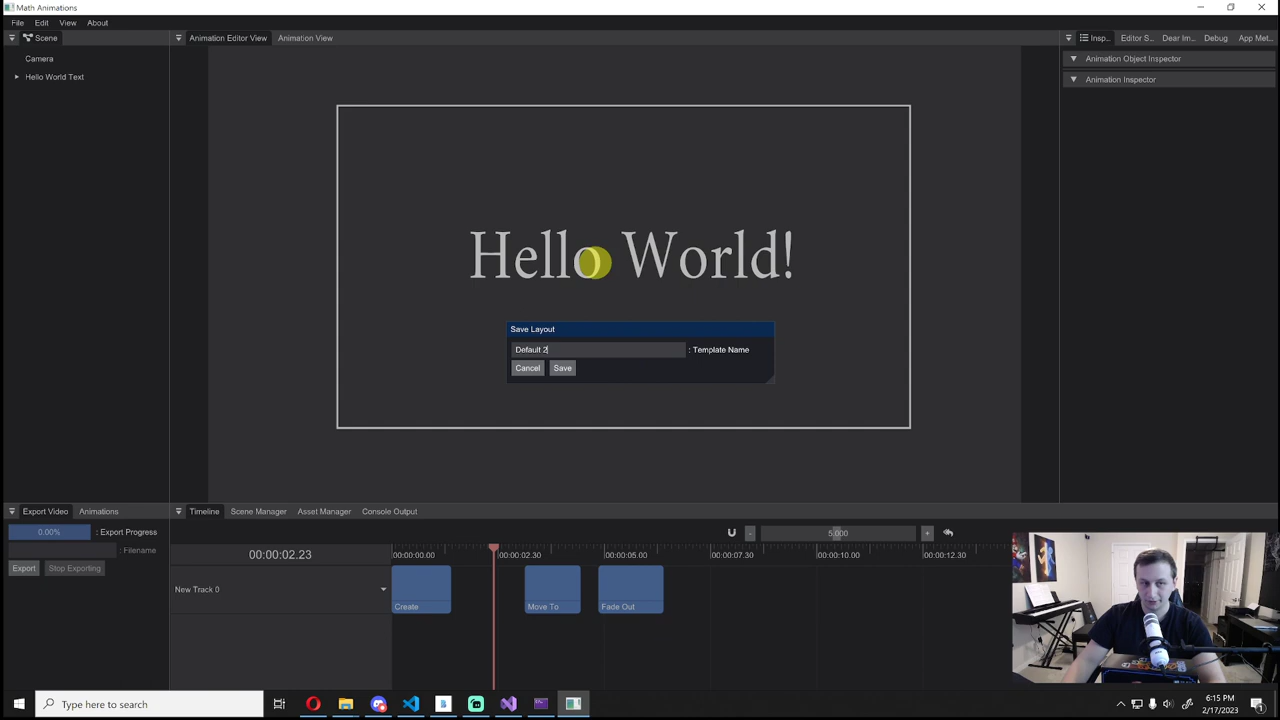 Math Animations
File Edit View About
Scene
Animation Editor View Animation View
Insp... Editor S... Dear Im... Debug App Met...
Camera
Hello World Text
Animation Object Inspector
Animation Inspector
Hello World!
Save Layout
Default 2 : Template Name
Cancel Save
Export Video Animations
Timeline Scene Manager Asset Manager Console Output
0.00% : Export Progress
: Filename
Export Stop Exporting
- 5.000 +
00:00:02.23
00:00:00.00 00:00:02.30 00:00:05.00 00:00:07.30 00:00:10.00 00:00:12.30
New Track 0
Create Move To Fade Out
Type here to search
6:15 PM
2/17/2023
1